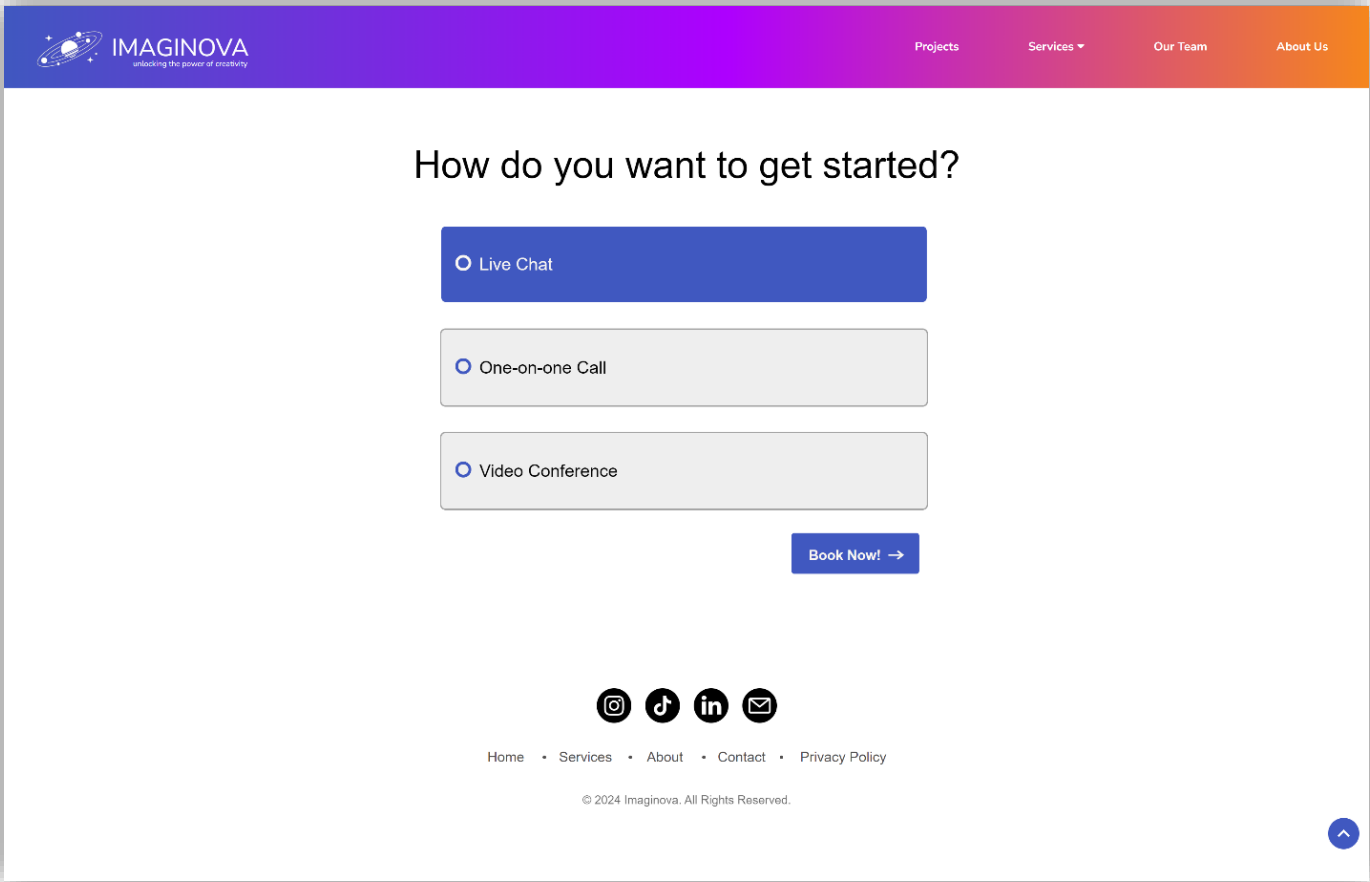 IMAGINOVA
unlocking the power of creativity
Projects Services Our Team About Us
How do you want to get started?
Live Chat
One-on-one Call
Video Conference
Book Now! →
in
Home • Services • About • Contact • Privacy Policy
© 2024 Imaginova. All Rights Reserved.